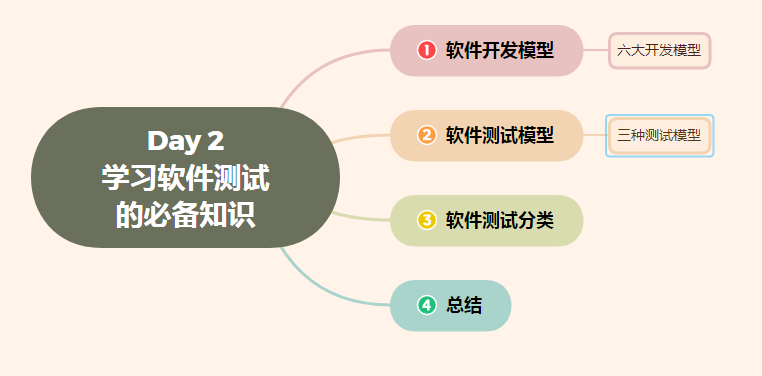 Day 2
学习软件测试
的必备知识
1 软件开发模型
六大开发模型
2 软件测试模型
三种测试模型
3 软件测试分类
4 总结